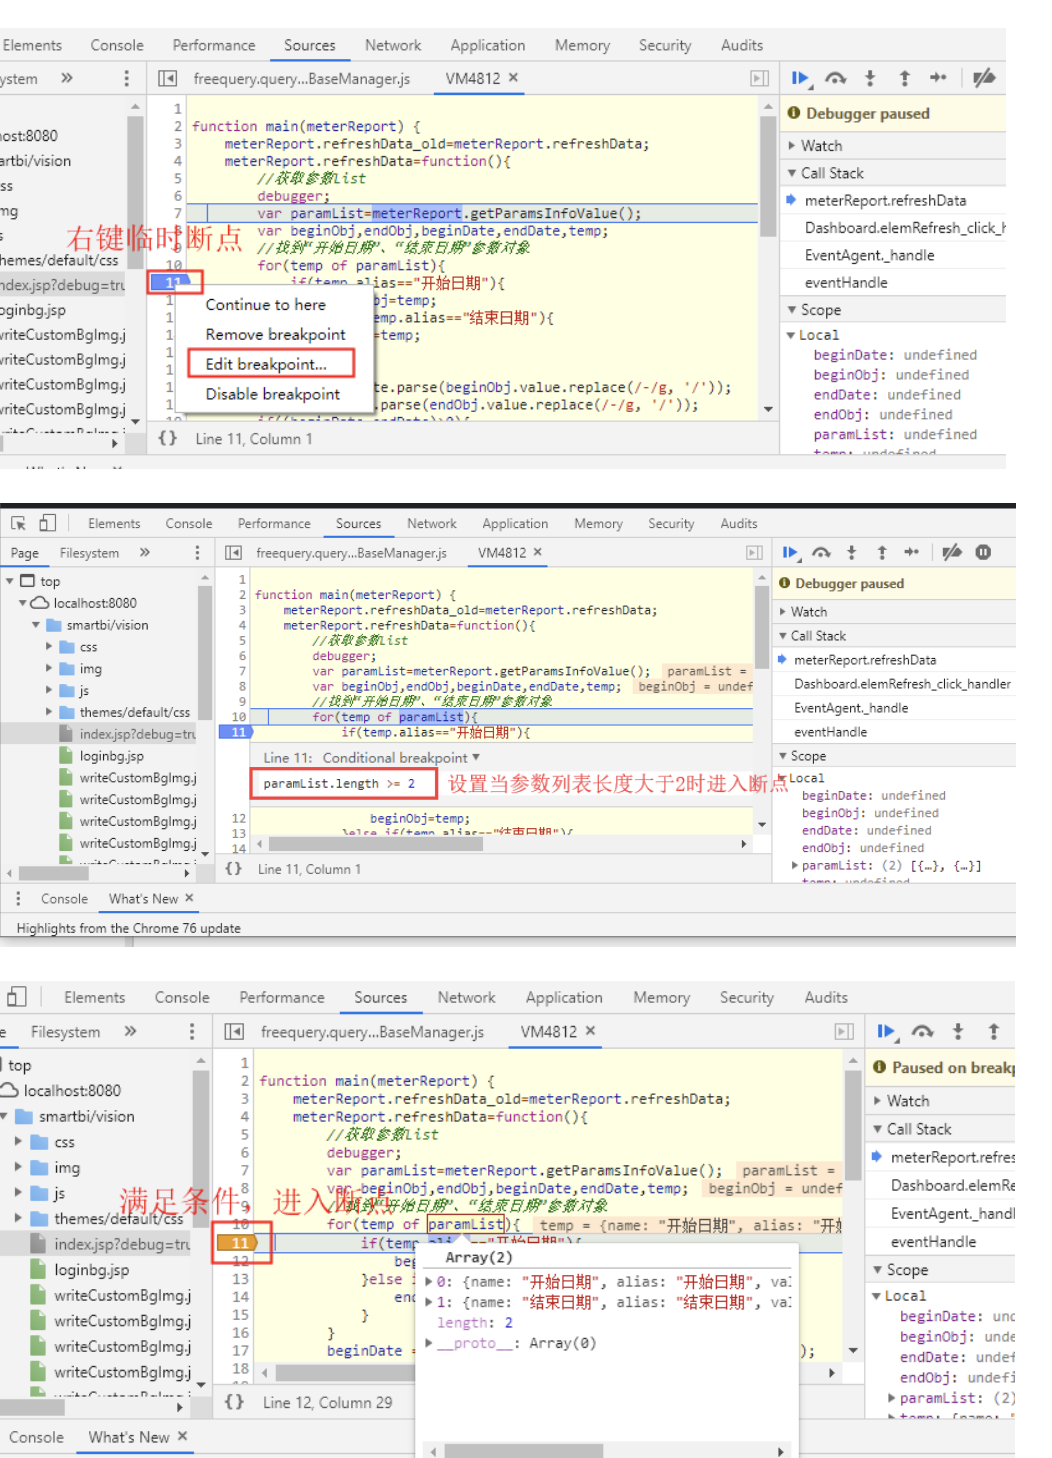 Elements Console Performance Sources Network Application Memory Security Audits
ystem » freequery.query...BaseManager.js VM4812 ×
Debugger paused
Watch
Call Stack
meterReport.refreshData
Dashboard.elemRefresh_click_h
EventAgent._handle
eventHandle
Scope
Local
beginDate: undefined
beginObj: undefined
endDate: undefined
endObj: undefined
paramList: undefined
temp: undefined
ost:8080
artbi/vision
ss
mg
s
hemes/default/css
ndex.jsp?debug=tru
oginbg.jsp
writeCustomBgImg.j
writeCustomBgImg.j
writeCustomBgImg.j
writeCustomBgImg.j
右键临时断点
1
2 function main(meterReport) {
3 meterReport.refreshData_old=meterReport.refreshData;
4 meterReport.refreshData=function(){
5 //获取参数List
6 debugger;
7 var paramList=meterReport.getParamsInfoValue();
8 var beginObj,endObj,beginDate,endDate,temp;
9 //找到“开始日期”、“结束日期”参数对象
10 for(temp of paramList){
11 if(temp.alias=="开始日期"){
bj=temp;
emp.alias=="结束日期"){
=temp;
te.parse(beginObj.value.replace(/-/g, '/'));
.parse(endObj.value.replace(/-/g, '/'));
Continue to here
Remove breakpoint
Edit breakpoint...
Disable breakpoint
{} Line 11, Column 1
What's New ×
Elements Console Performance Sources Network Application Memory Security Audits
Page Filesystem » freequery.query...BaseManager.js VM4812 ×
top
localhost:8080
smartbi/vision
css
img
js
themes/default/css
index.jsp?debug=tru
loginbg.jsp
writeCustomBgImg.j
writeCustomBgImg.j
writeCustomBgImg.j
writeCustomBgImg.j
writeCustomBgImg.j
1
2 function main(meterReport) {
3 meterReport.refreshData_old=meterReport.refreshData;
4 meterReport.refreshData=function(){
5 //获取参数List
6 debugger;
7 var paramList=meterReport.getParamsInfoValue(); paramList =
8 var beginObj,endObj,beginDate,endDate,temp; beginObj = undef
9 //找到“开始日期”、“结束日期”参数对象
10 for(temp of paramList){
11 if(temp.alias=="开始日期"){
Line 11: Conditional breakpoint ▼
paramList.length >= 2
设置当参数列表长度大于2时进入断点
12 beginObj=temp;
13 }else if(temp.alias=="结束日期"){
14
{} Line 11, Column 1
Debugger paused
Watch
Call Stack
meterReport.refreshData
Dashboard.elemRefresh_click_handler
EventAgent._handle
eventHandle
Scope
Local
beginDate: undefined
beginObj: undefined
endDate: undefined
endObj: undefined
paramList: (2) [{…}, {…}]
temp: undefined
Console What's New ×
Highlights from the Chrome 76 update
Elements Console Performance Sources Network Application Memory Security Audits
e Filesystem » freequery.query...BaseManager.js VM4812 ×
top
localhost:8080
smartbi/vision
css
img
js
themes/default/css
index.jsp?debug=tru
loginbg.jsp
writeCustomBgImg.j
writeCustomBgImg.j
writeCustomBgImg.j
writeCustomBgImg.j
writeCustomBgImg.j
满足条件，进入断点
1
2 function main(meterReport) {
3 meterReport.refreshData_old=meterReport.refreshData;
4 meterReport.refreshData=function(){
5 //获取参数List
6 debugger;
7 var paramList=meterReport.getParamsInfoValue(); paramList =
8 var beginObj,endObj,beginDate,endDate,temp; beginObj = undef
9 //找到“开始日期”、“结束日期”参数对象
10 for(temp of paramList){ temp = {name: "开始日期", alias: "开始
11 if(temp.alias=="开始日期"){
12 beg
13 }else i
14 end
15 }
16 }
17 beginDate = );
18
Array(2)
0: {name: "开始日期", alias: "开始日期", val
1: {name: "结束日期", alias: "结束日期", val
length: 2
__proto__: Array(0)
{} Line 12, Column 29
Paused on breakp
Watch
Call Stack
meterReport.refres
Dashboard.elemRe
EventAgent._handl
eventHandle
Scope
Local
beginDate: und
beginObj: unde
endDate: undef
endObj: undefi
paramList: (2)
temp: {name: "
Console What's New ×